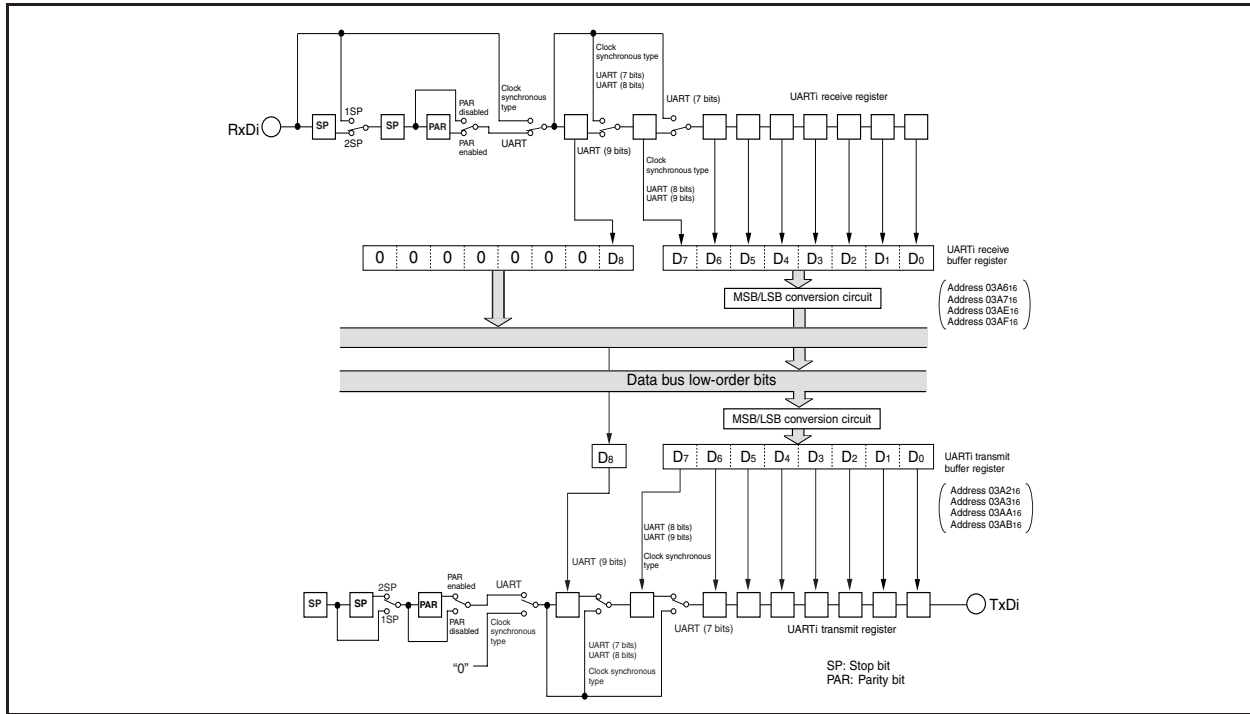 Clock
synchronous type
UART (7 bits)
UART (8 bits)
UART (7 bits)
UARTi receive register
Clock
synchronous
type
PAR
disabled
1SP
RxDi
SP
SP
PAR
2SP
PAR
enabled
UART
UART (9 bits)
Clock
synchronous type
UART (8 bits)
UART (9 bits)
0 0 0 0 0 0 0 D8
D7 D6 D5 D4 D3 D2 D1 D0
UARTi receive
buffer register
MSB/LSB conversion circuit
Address 03A616
Address 03A716
Address 03AE16
Address 03AF16
Data bus low-order bits
MSB/LSB conversion circuit
D8
D7 D6 D5 D4 D3 D2 D1 D0
UARTi transmit
buffer register
Address 03A216
Address 03A316
Address 03AA16
Address 03AB16
UART (8 bits)
UART (9 bits)
Clock synchronous
type
UART (9 bits)
PAR
enabled
UART
2SP
SP
SP
PAR
TxDi
1SP
PAR
disabled
Clock
synchronous
type
"0"
UART (7 bits)
UART (8 bits)
Clock synchronous
type
UART (7 bits)
UARTi transmit register
SP: Stop bit
PAR: Parity bit